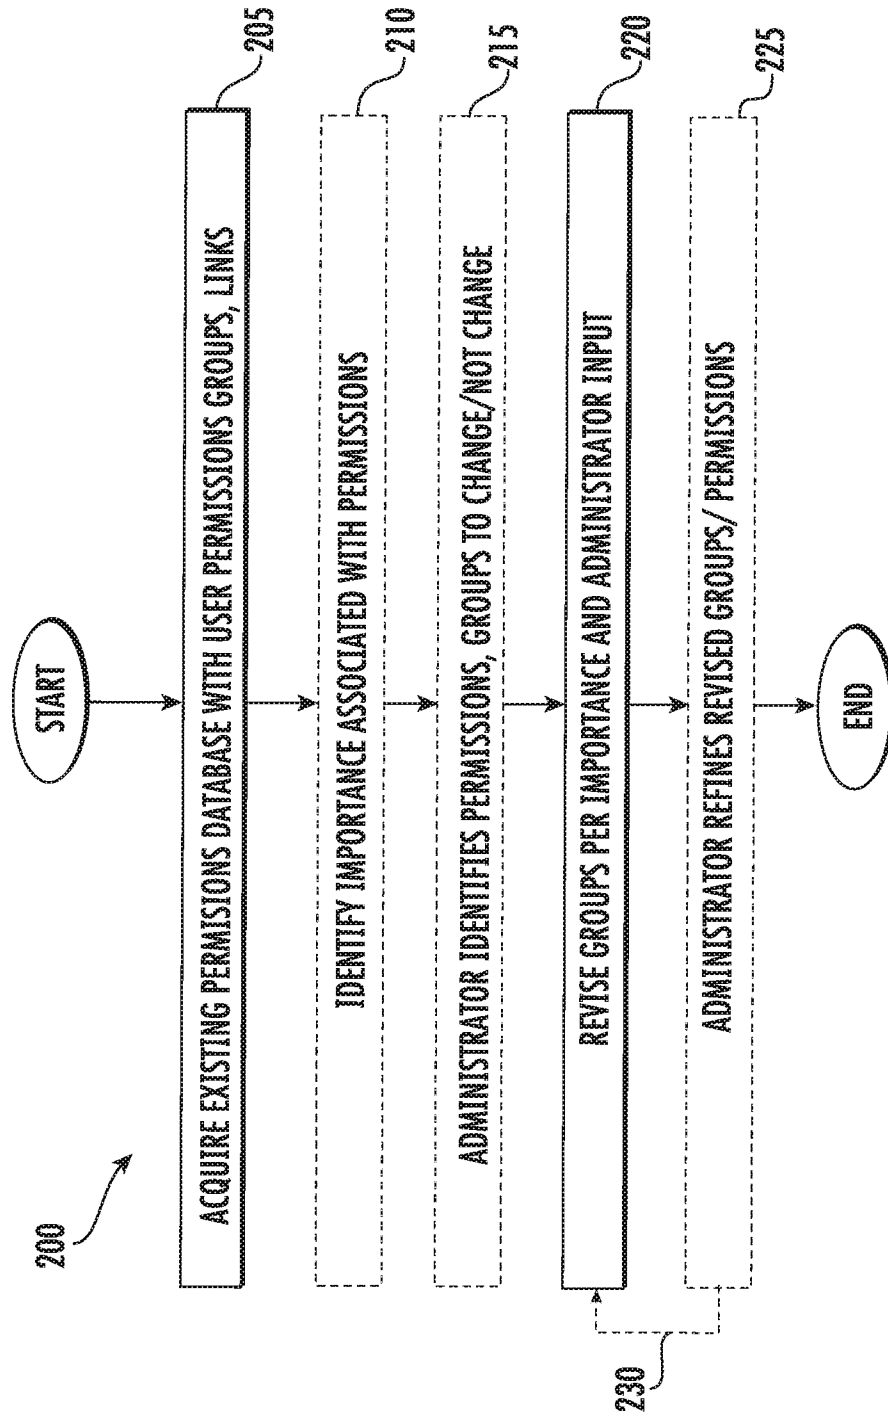 200
START
ACQUIRE EXISTING PERMISIONS DATABASE WITH USER PERMISSIONS GROUPS, LINKS
205
IDENTIFY IMPORTANCE ASSOCIATED WITH PERMISSIONS
210
ADMINISTRATOR IDENTIFIES PERMISSIONS, GROUPS TO CHANGE/NOT CHANGE
215
REVISE GROUPS PER IMPORTANCE AND ADMINISTRATOR INPUT
220
230
ADMINISTRATOR REFINES REVISED GROUPS/ PERMISSIONS
225
END